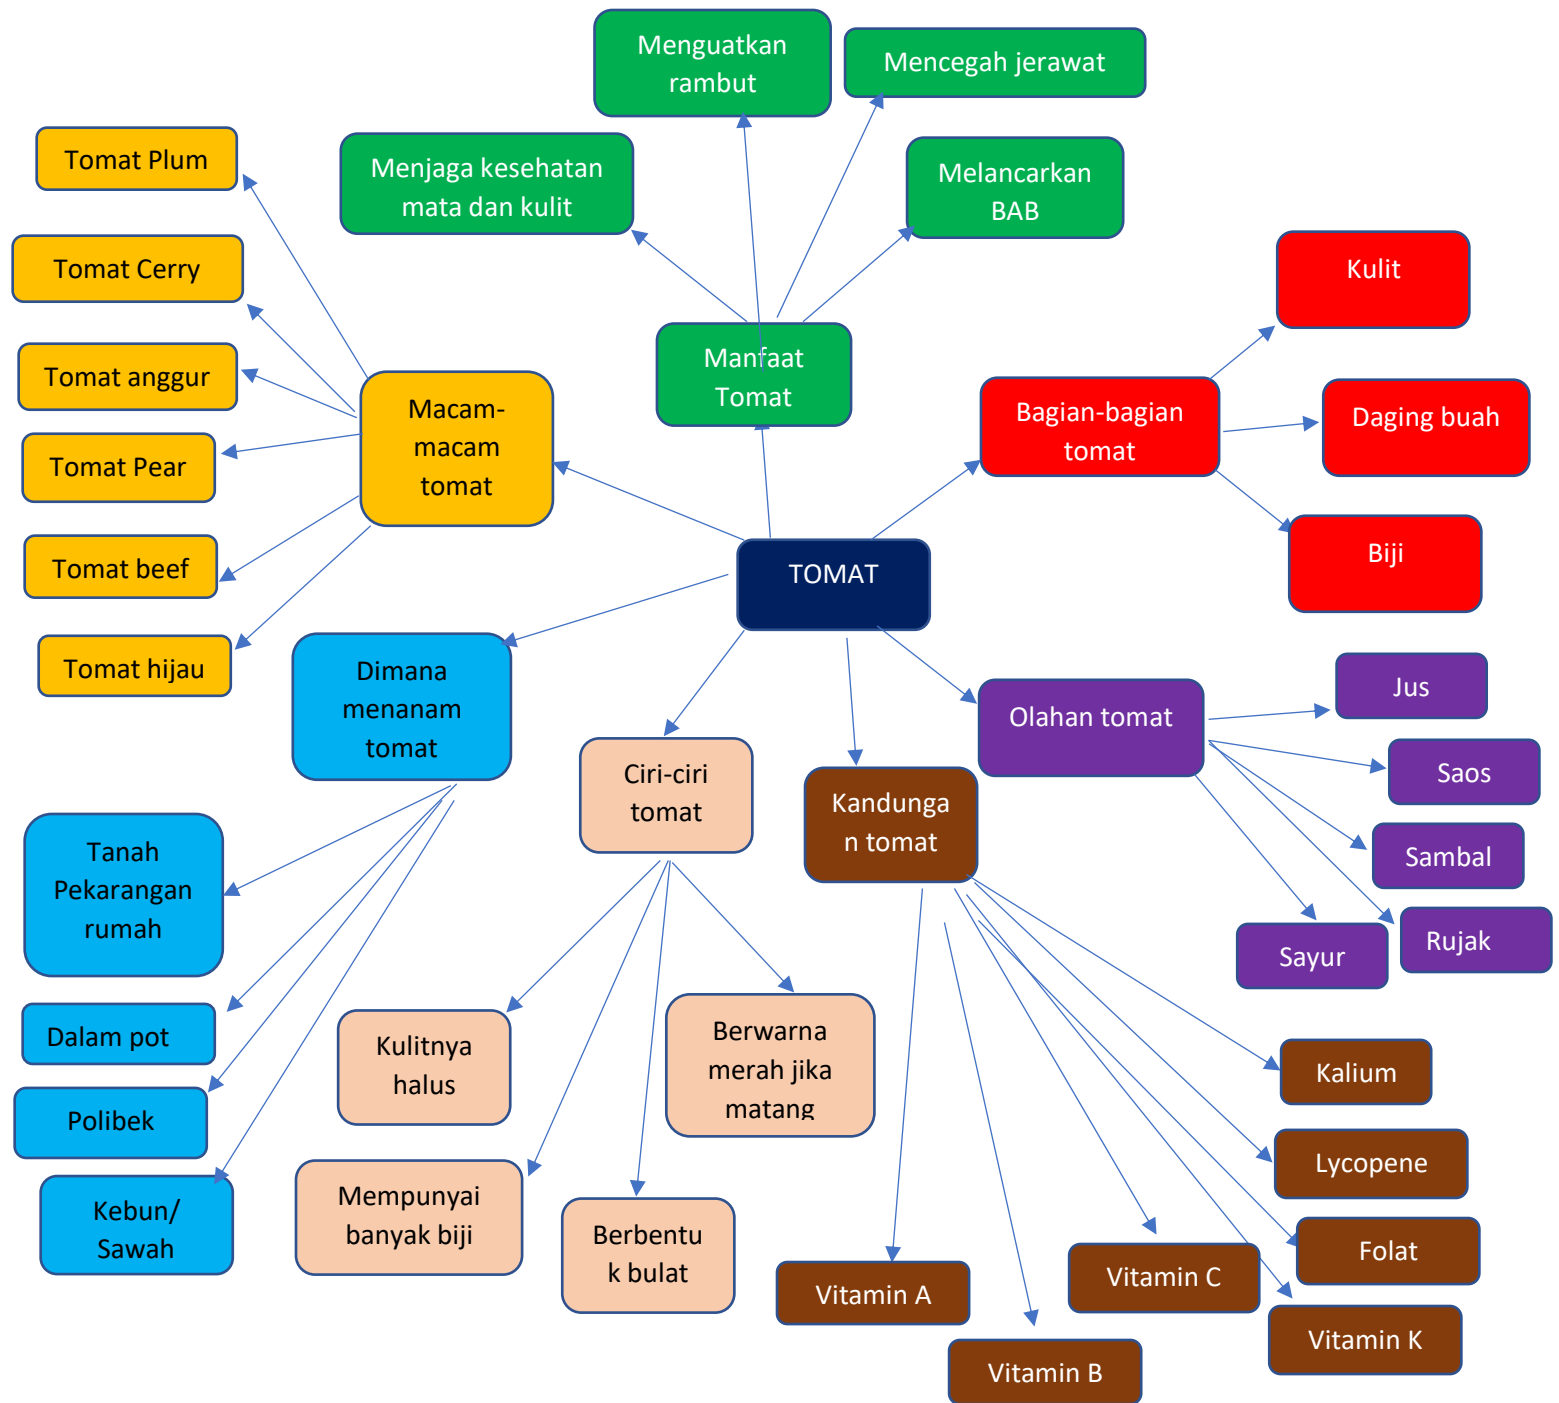 Menguatkan
rambut
Mencegah jerawat
Tomat Plum
Menjaga kesehatan
mata dan kulit
Melancarkan
BAB
Tomat Cerry
Kulit
Tomat anggur
Manfaat
Tomat
Macam-
macam
tomat
Bagian-bagian
tomat
Daging buah
Tomat Pear
Tomat beef
TOMAT
Biji
Tomat hijau
Dimana
menanam
tomat
Olahan tomat
Jus
Ciri-ciri
tomat
Kandunga
n tomat
Saos
Tanah
Pekarangan
rumah
Sambal
Sayur
Rujak
Dalam pot
Kulitnya
halus
Berwarna
merah jika
matang
Kalium
Polibek
Lycopene
Kebun/
Sawah
Mempunyai
banyak biji
Berbentu
k bulat
Folat
Vitamin A
Vitamin C
Vitamin K
Vitamin B